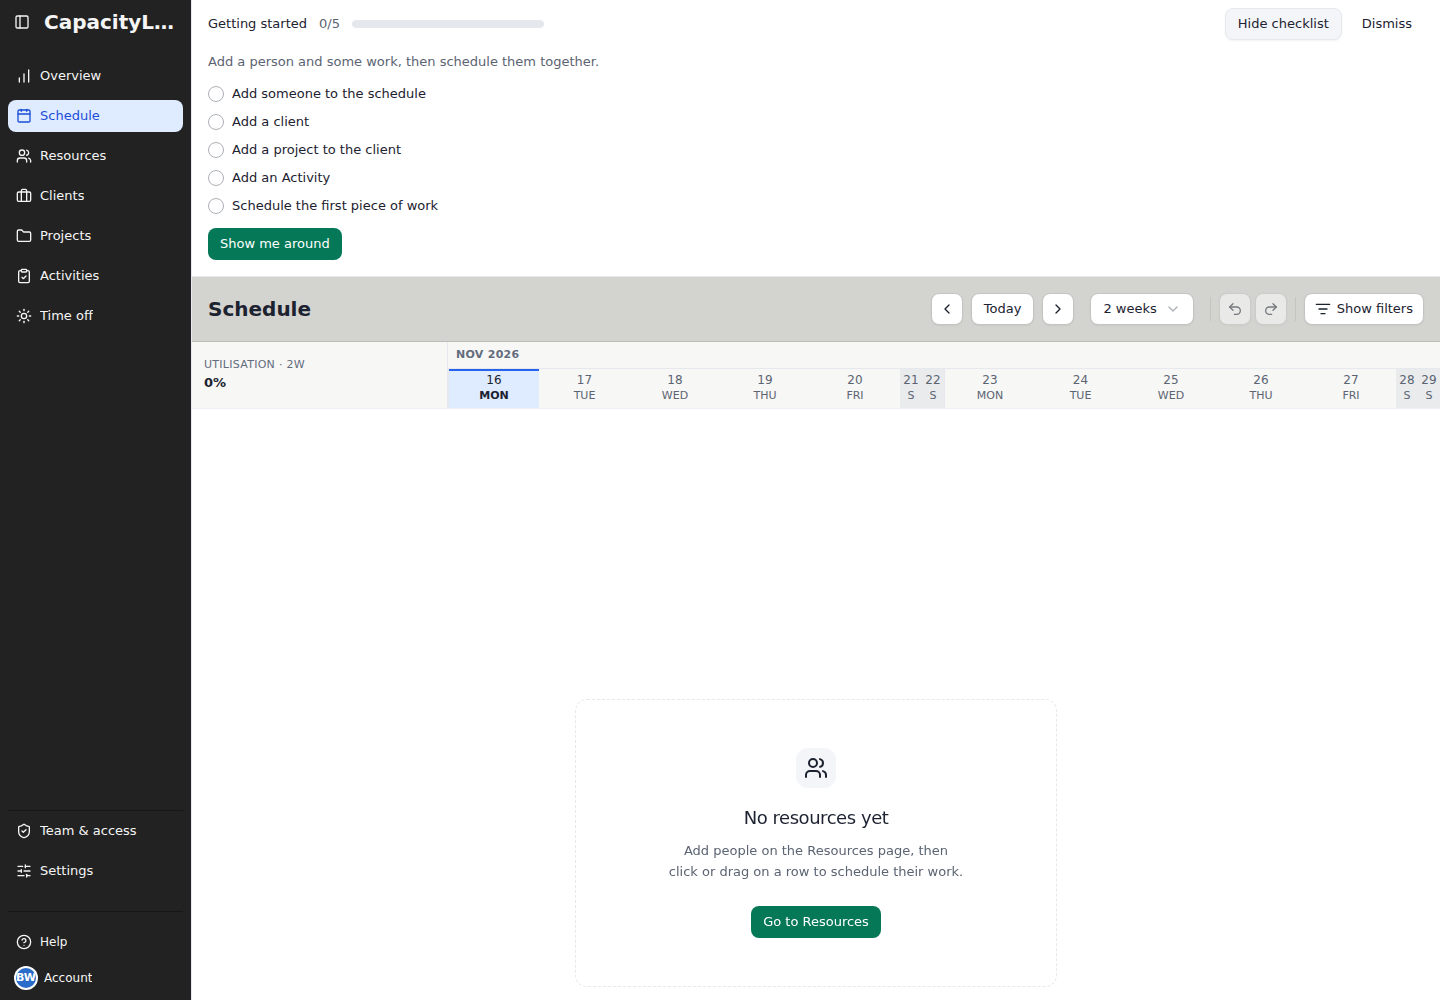 CapacityL...
Overview
Schedule
Resources
Clients
Projects
Activities
Time off
Team & access
Settings
Help
BW Account
Getting started 0/5
Hide checklist
Dismiss
Add a person and some work, then schedule them together.
Add someone to the schedule
Add a client
Add a project to the client
Add an Activity
Schedule the first piece of work
Show me around
Schedule
Today
2 weeks
Show filters
UTILISATION · 2W
0%
NOV 2026
16 17 18 19 20 21 22 23 24 25 26 27 28 29
MON TUE WED THU FRI S S MON TUE WED THU FRI S S
No resources yet
Add people on the Resources page, then
click or drag on a row to schedule their work.
Go to Resources